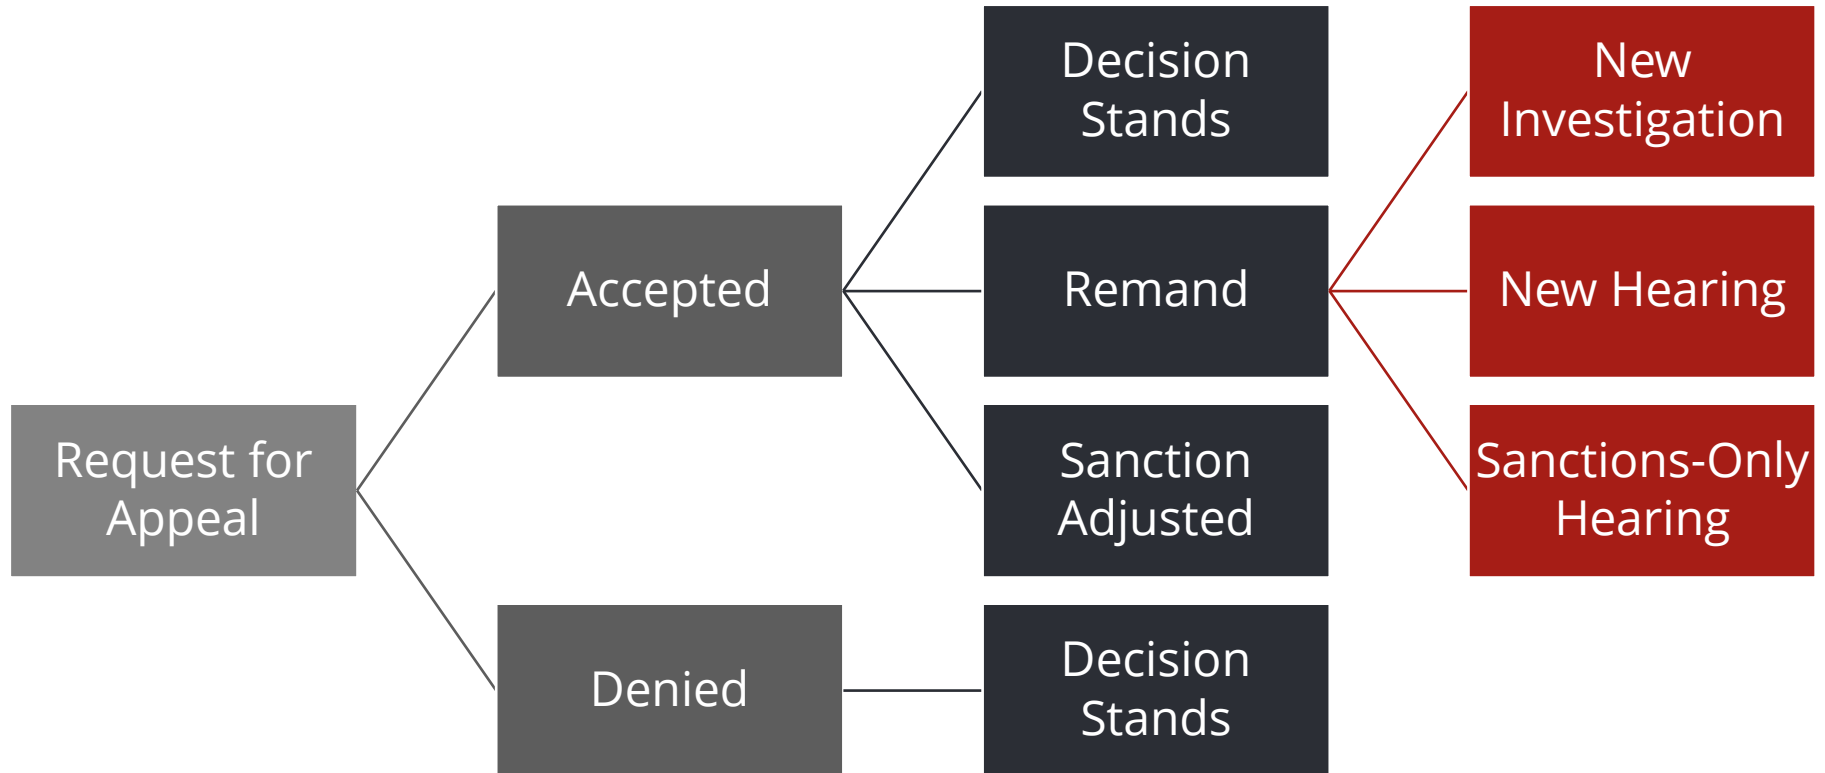 Request for
Appeal
Accepted
Denied
Decision
Stands
Remand
Sanction
Adjusted
Decision
Stands
New
Investigation
New Hearing
Sanctions-Only
Hearing